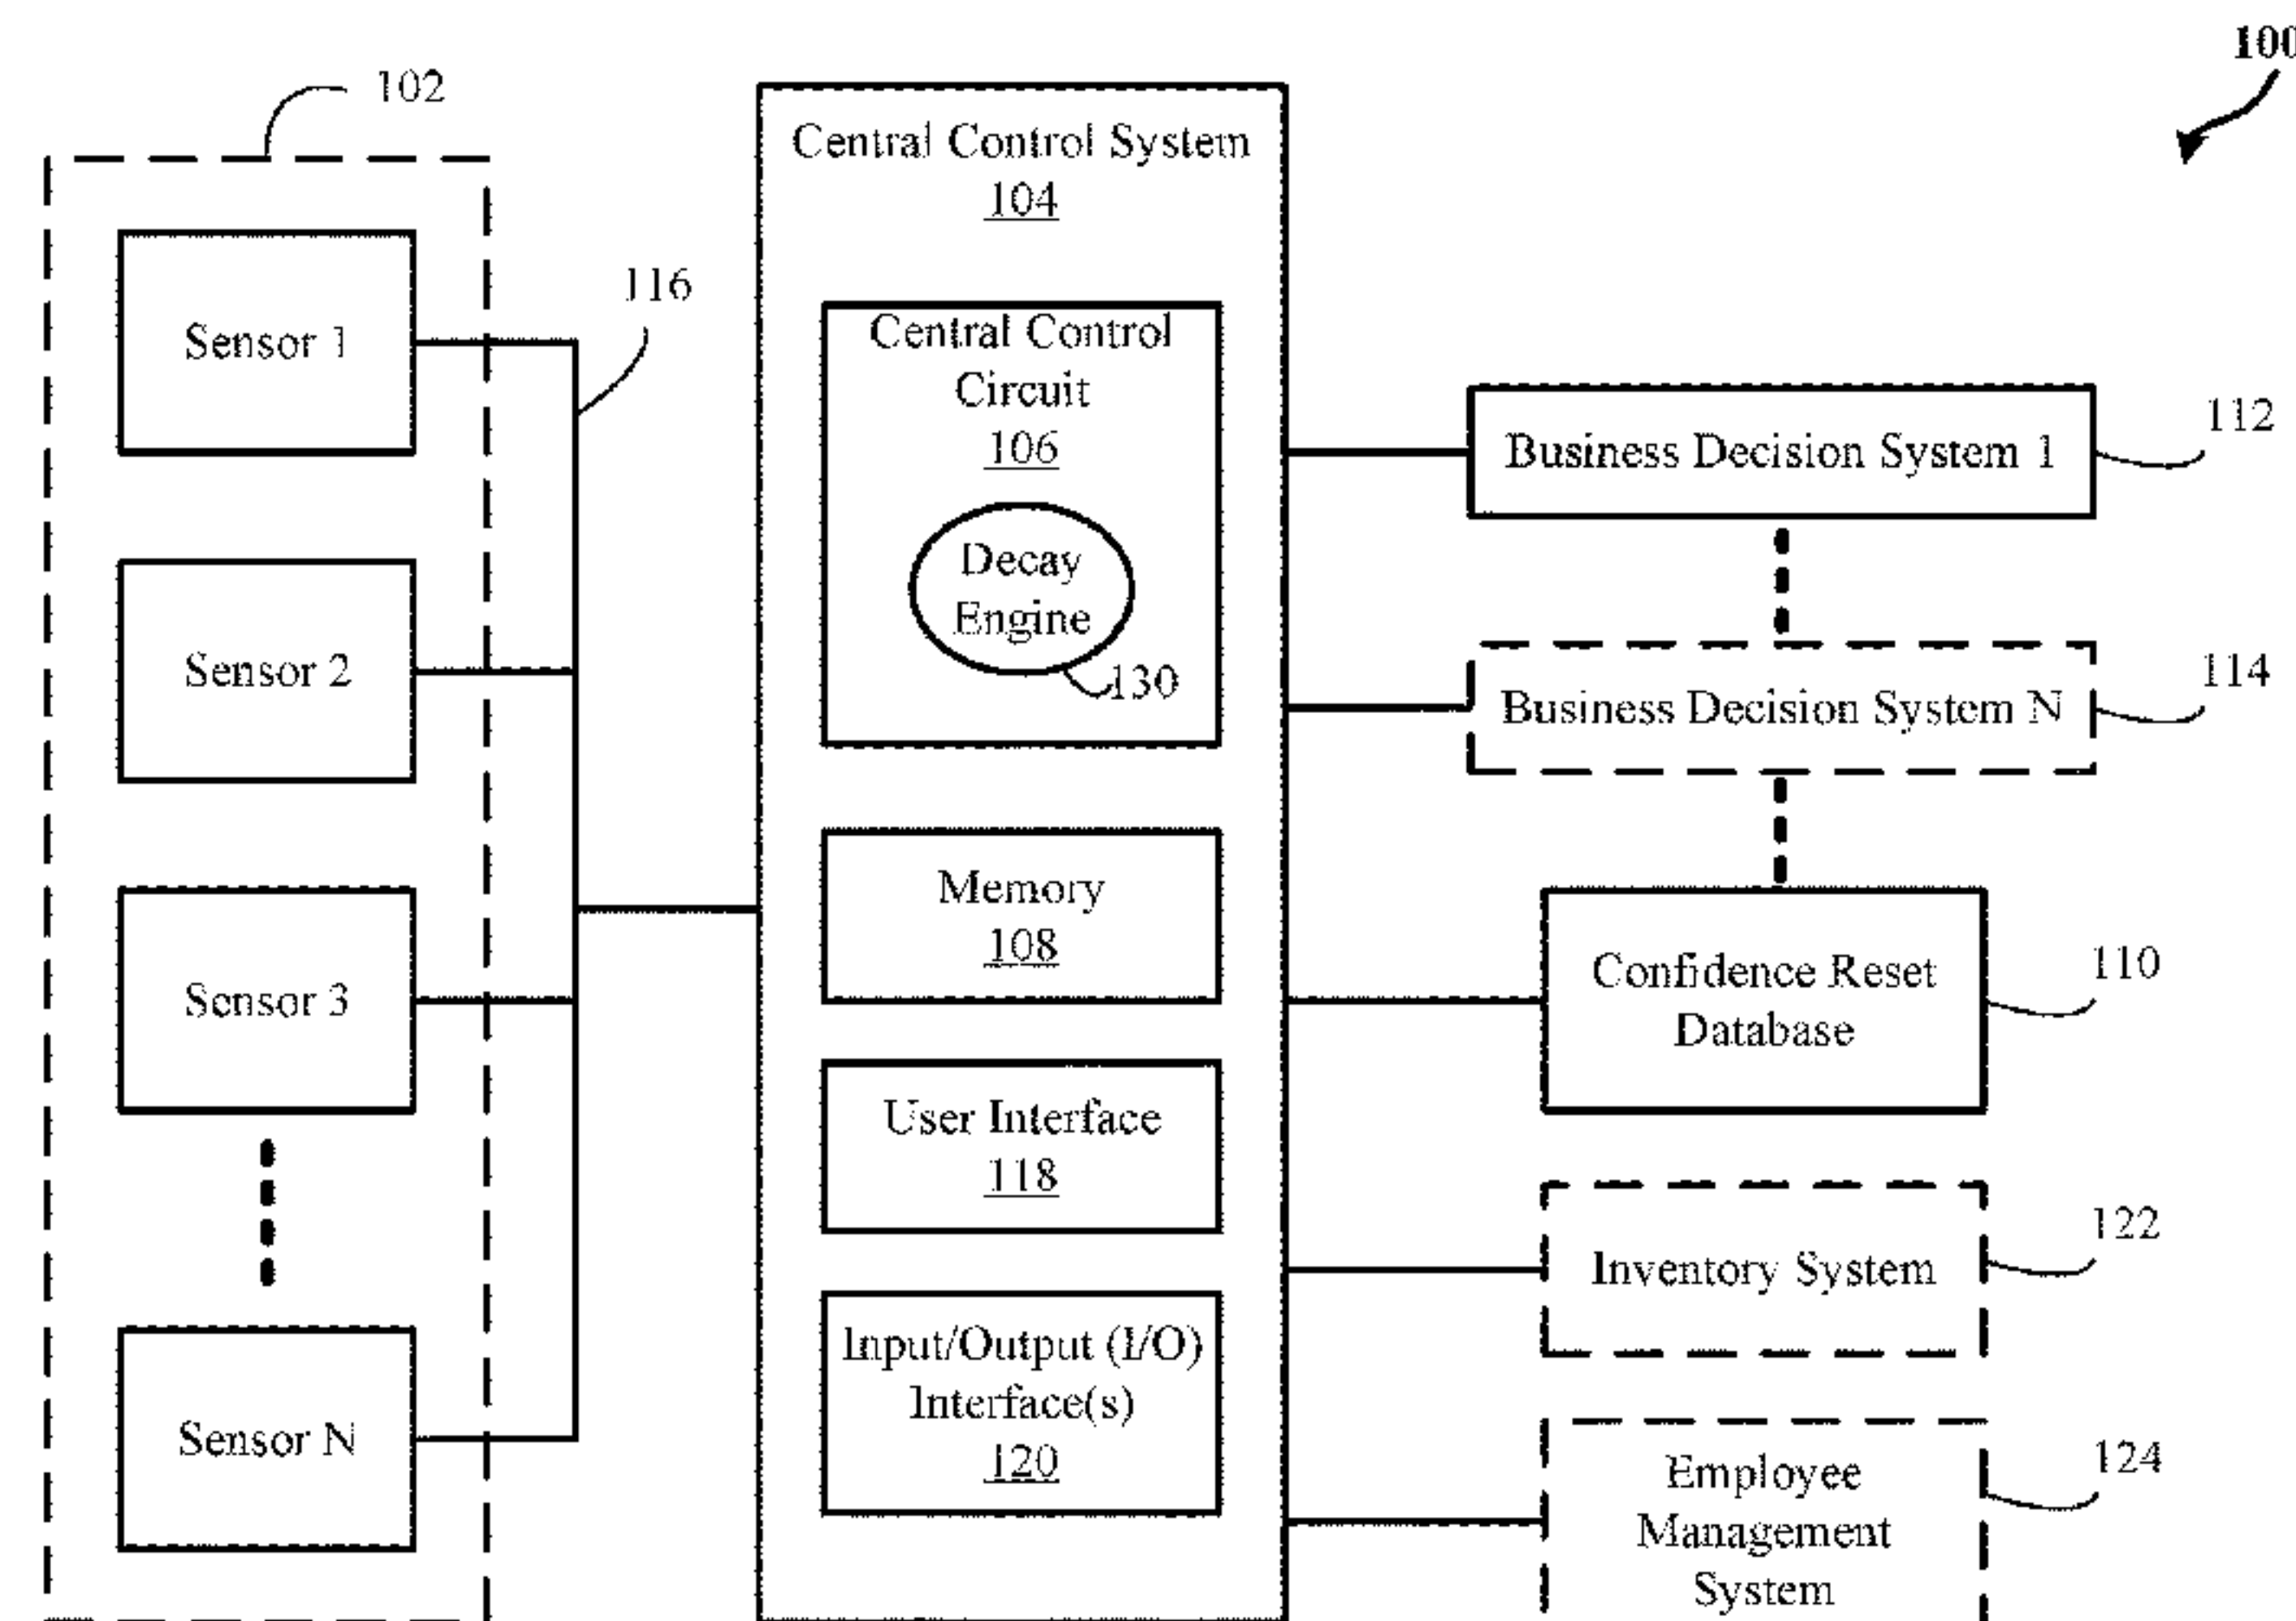 100
102
Central Control System
104
Sensor 1
116
Central Control
Circuit
106
Decay
Engine
130
Business Decision System 1
112
Sensor 2
Business Decision System N
114
Memory
108
Sensor 3
Confidence Reset
Database
110
User Interface
118
Inventory System
122
Input/Output (I/O)
Interface(s)
120
Sensor N
Employee
Management
System
124